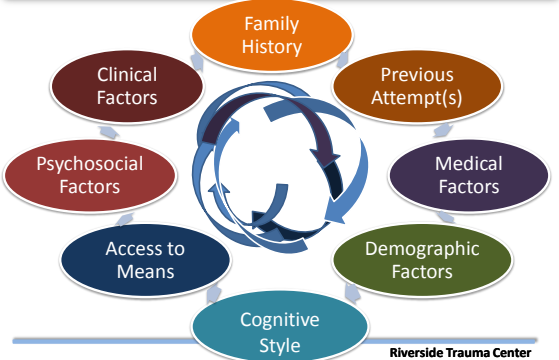 Family
History
Previous
Attempt(s)
Medical
Factors
Demographic
Factors
Cognitive
Style
Access to
Means
Psychosocial
Factors
Clinical
Factors
Riverside Trauma Center